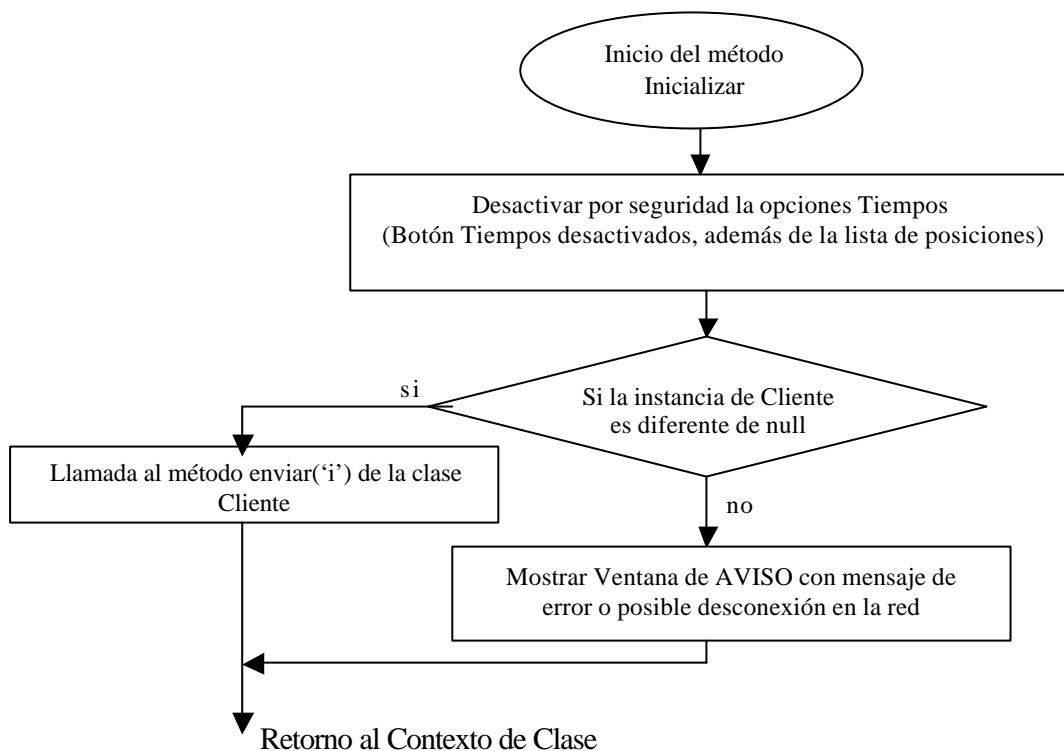 Inicio del método
Inicializar
Desactivar por seguridad la opciones Tiempos
(Botón Tiempos desactivados, además de la lista de posiciones)
si
Si la instancia de Cliente
es diferente de null
Llamada al método enviar(‘i’) de la clase
Cliente
no
Mostrar Ventana de AVISO con mensaje de
error o posible desconexión en la red
Retorno al Contexto de Clase